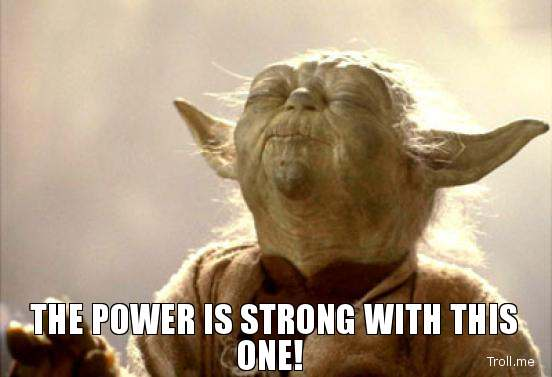 THE POWER IS STRONG WITH THIS
ONE!
Troll.me